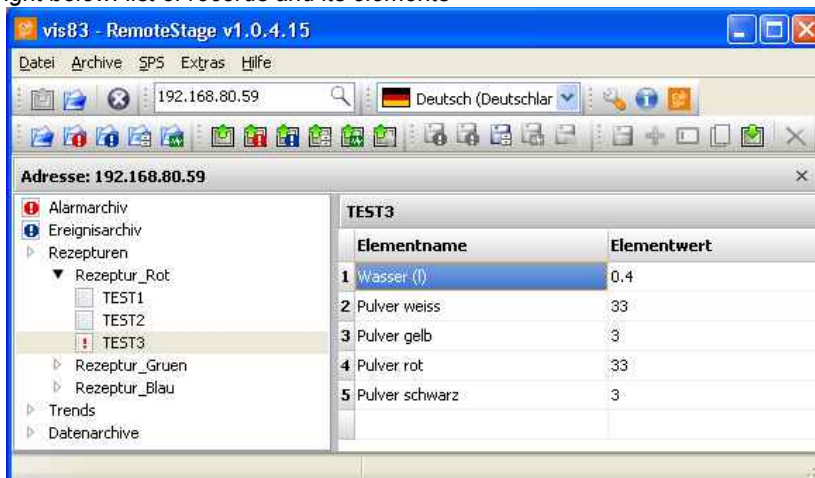 ight below: list of records and its elements
vis83 - RemoteStage v1.0.4.15
Datei Archive SPS Extras Hilfe
192.168.80.59 Deutsch (Deutschlar
Adresse: 192.168.80.59
Alarmarchiv
Ereignisarchiv
Rezepturen
Rezeptur_Rot
TEST1
TEST2
TEST3
Rezeptur_Gruen
Rezeptur_Blau
Trends
Datenarchive
TEST3
Elementname Elementwert
1 Wasser (l) 0.4
2 Pulver weiss 33
3 Pulver gelb 3
4 Pulver rot 33
5 Pulver schwarz 3